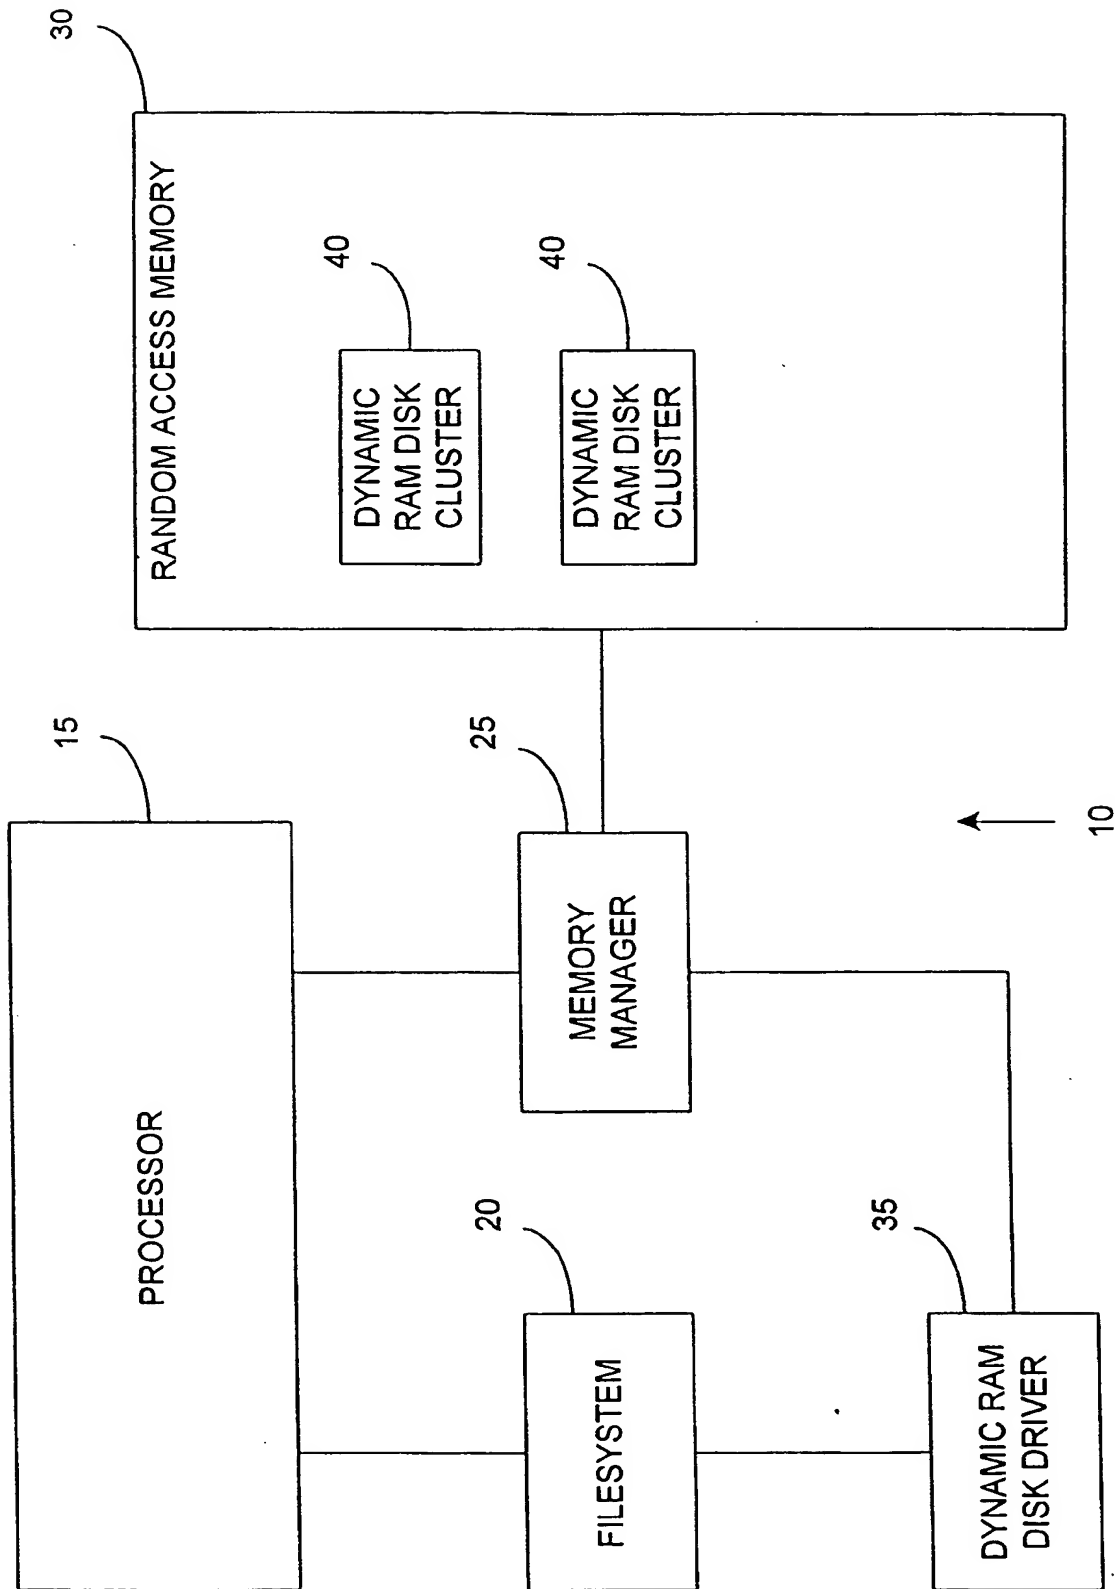 15
PROCESSOR
30
RANDOM ACCESS MEMORY
20
FILESYSTEM
25
MEMORY
MANAGER
40
DYNAMIC
RAM DISK
CLUSTER
40
DYNAMIC
RAM DISK
CLUSTER
35
DYNAMIC RAM
DISK DRIVER
10